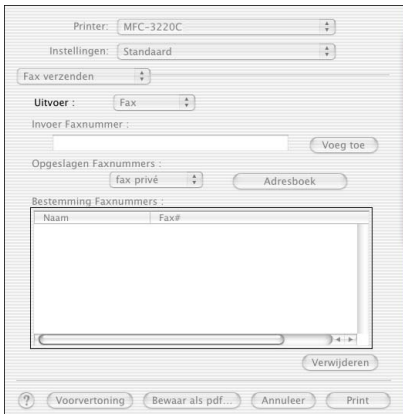 Printer: MFC-3220C
Instellingen: Standaard
Fax verzenden
Uitvoer : Fax
Invoer Faxnummer :
Voeg toe
Opgeslagen Faxnummers :
fax privé Adresboek
Bestemming Faxnummers :
Naam Fax#
Verwijderen
? Voorvertoning Bewaar als pdf... Annuleer Print